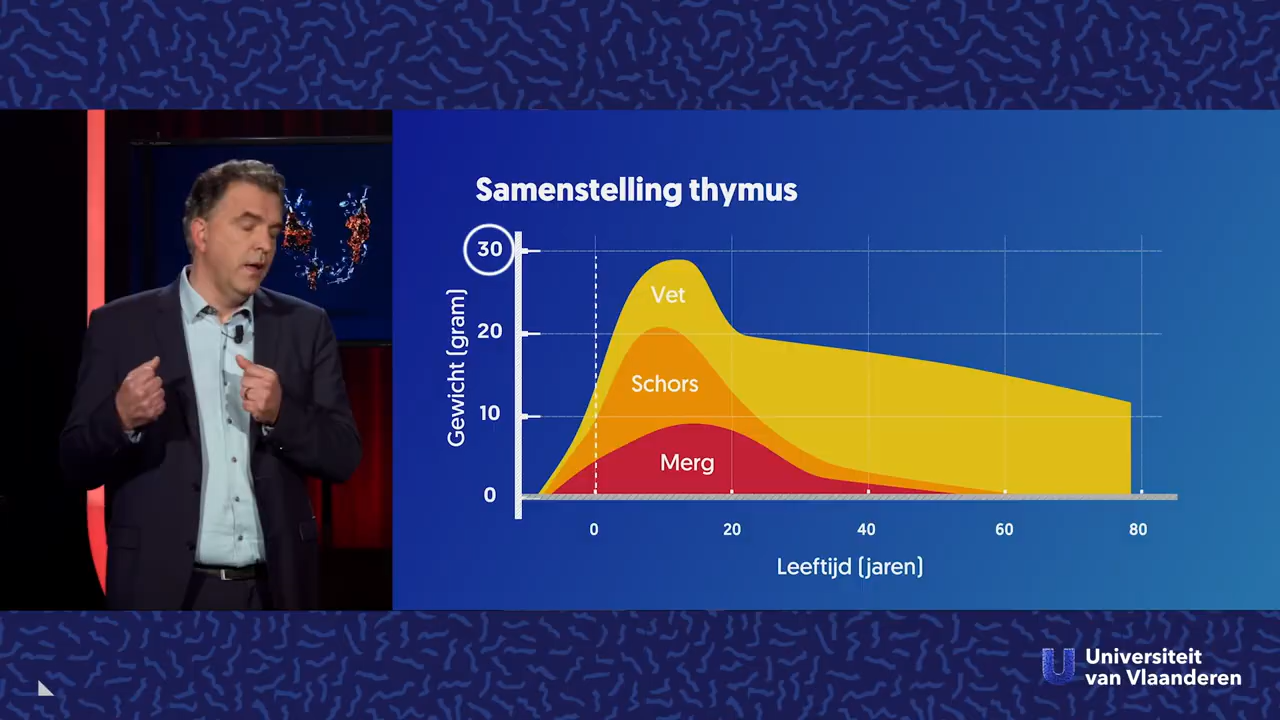 Samenstelling thymus
30
20
10
0
Gewicht (gram)
Vet
Schors
Merg
0 20 40 60 80
Leeftijd (jaren)
Universiteit
van Vlaanderen